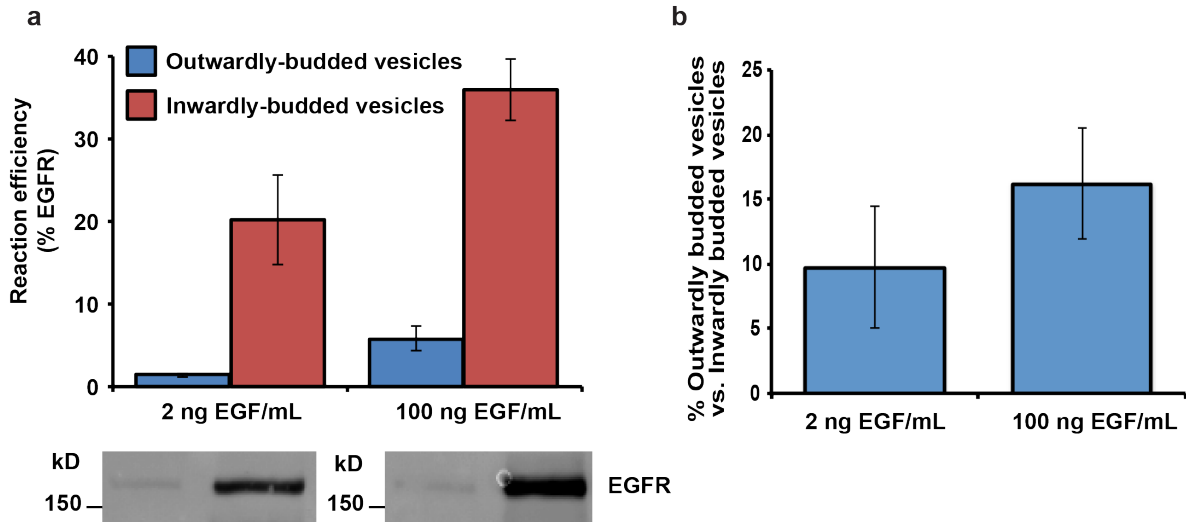 a
Reaction efficiency
(% EGFR)
40
30
20
10
0
Outwardly-budded vesicles
Inwardly-budded vesicles
2 ng EGF/mL
100 ng EGF/mL
kD
150
kD
150
EGFR
b
% Outwardly budded vesicles
vs. Inwardly budded vesicles
25
20
15
10
5
0
2 ng EGF/mL
100 ng EGF/mL